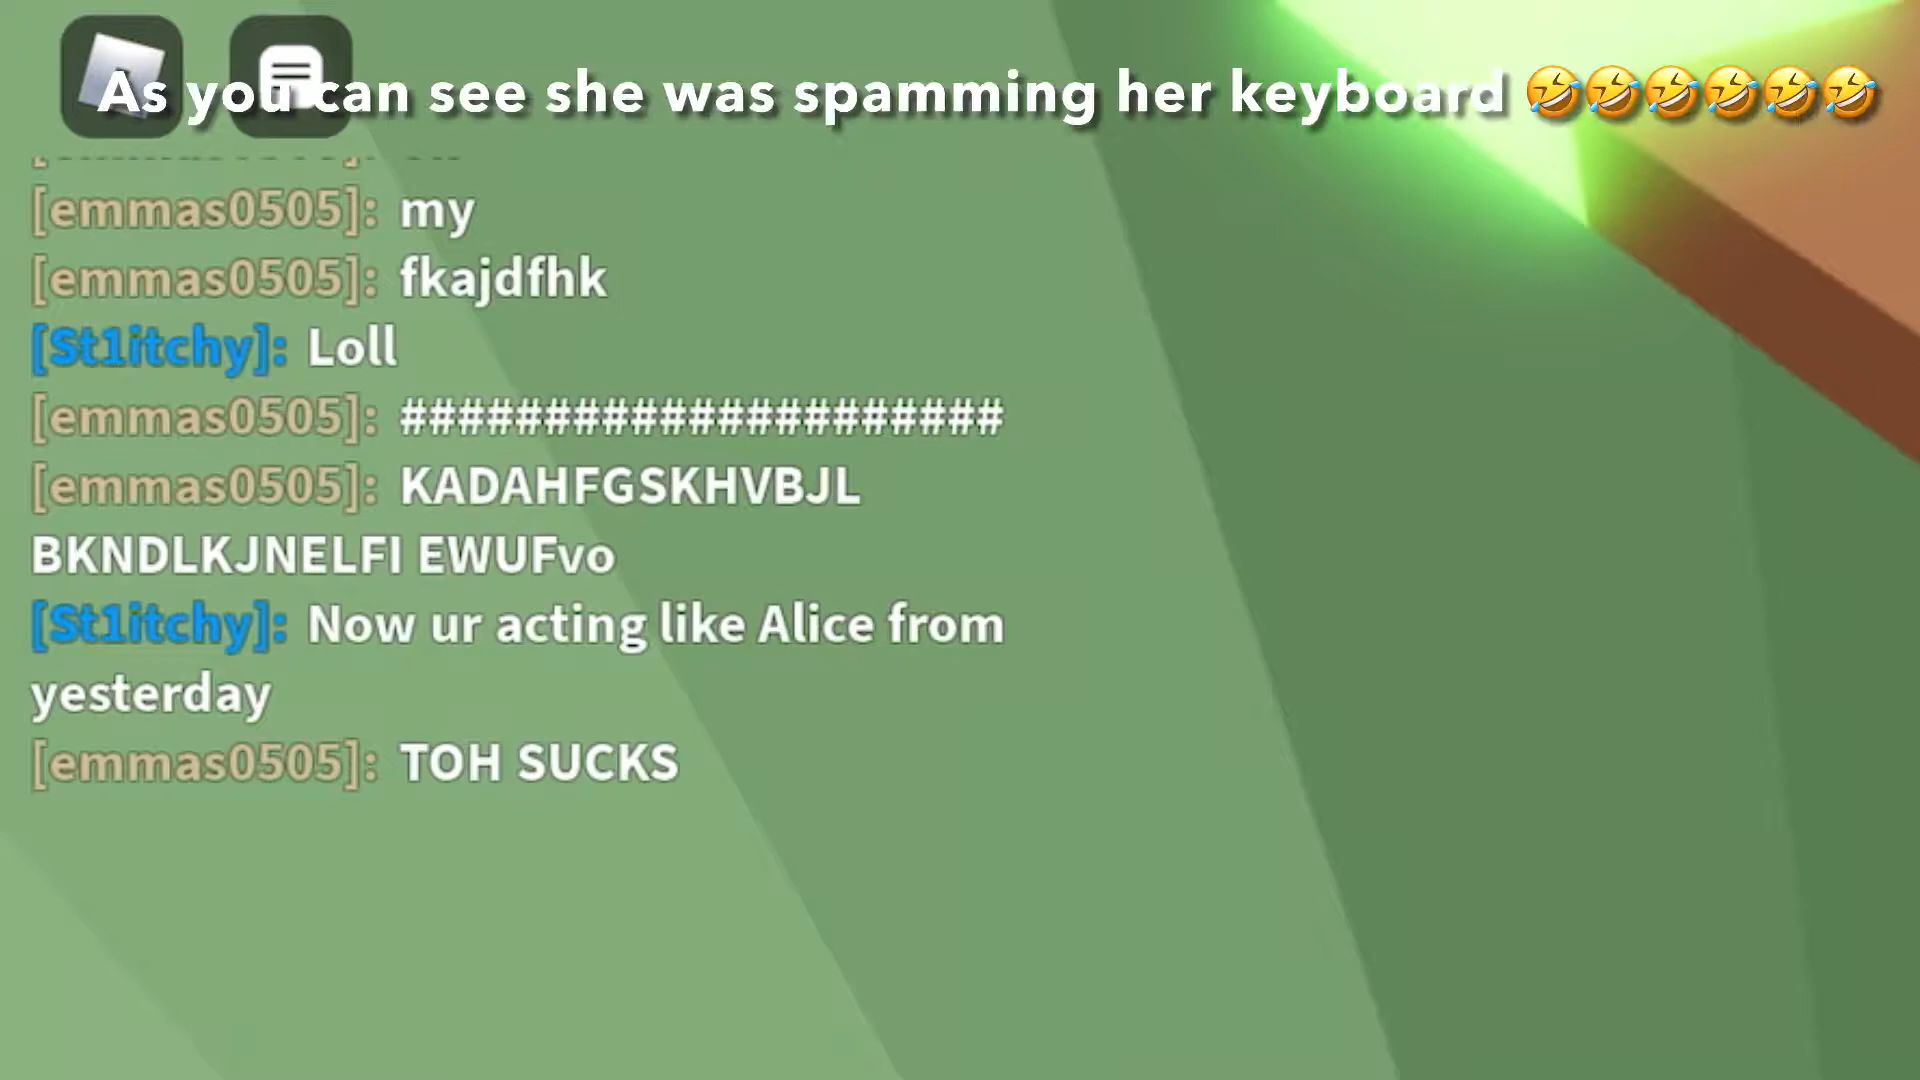 As you can see she was spamming her keyboard 🤣🤣🤣🤣🤣🤣
[emmas0505]: my
[emmas0505]: fkajdfhk
[St1itchy]: Loll
[emmas0505]: #####################
[emmas0505]: KADAHFGSKHVBJL
BKNDLKJNELFI EWUFvo
[St1itchy]: Now ur acting like Alice from
yesterday
[emmas0505]: TOH SUCKS